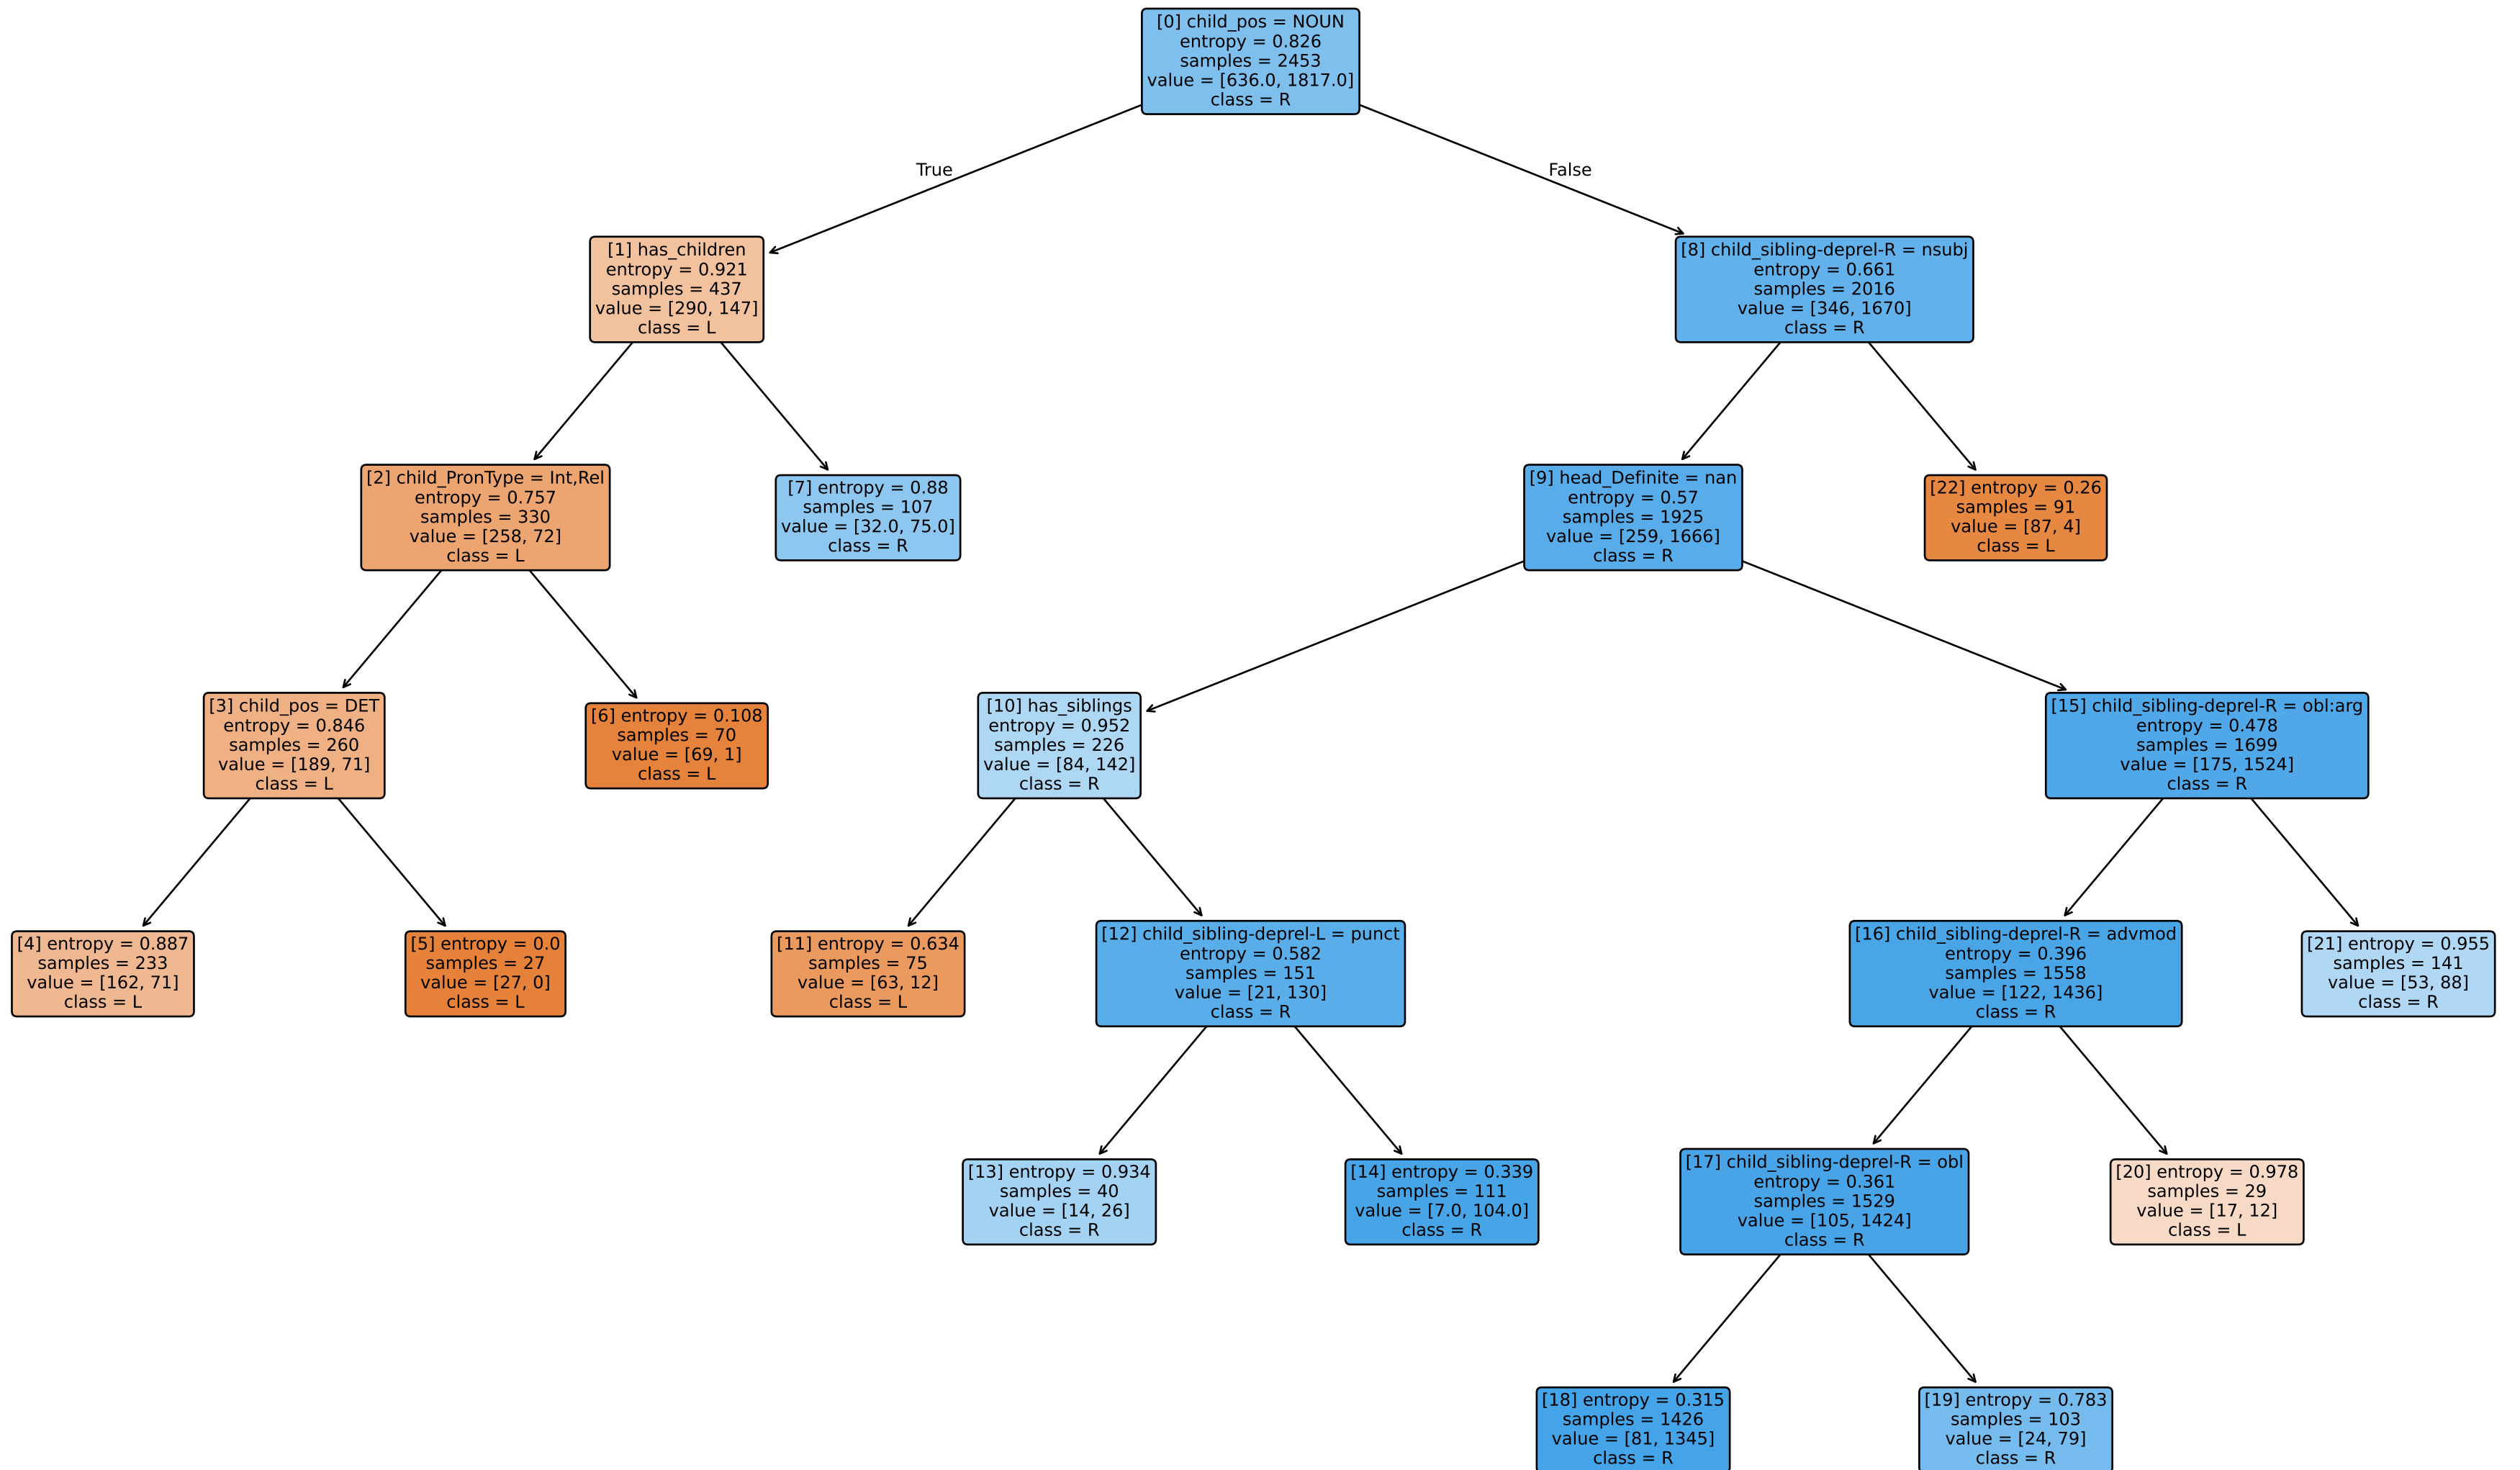 [0] child_pos = NOUN
entropy = 0.826
samples = 2453
value = [636.0, 1817.0]
class = R
True
False
[1] has_children
entropy = 0.921
samples = 437
value = [290, 147]
class = L
[8] child_sibling-deprel-R = nsubj
entropy = 0.661
samples = 2016
value = [346, 1670]
class = R
[2] child_PronType = Int,Rel
entropy = 0.757
samples = 330
value = [258, 72]
class = L
[7] entropy = 0.88
samples = 107
value = [32.0, 75.0]
class = R
[9] head_Definite = nan
entropy = 0.57
samples = 1925
value = [259, 1666]
class = R
[22] entropy = 0.26
samples = 91
value = [87, 4]
class = L
[3] child_pos = DET
entropy = 0.846
samples = 260
value = [189, 71]
class = L
[6] entropy = 0.108
samples = 70
value = [69, 1]
class = L
[10] has_siblings
entropy = 0.952
samples = 226
value = [84, 142]
class = R
[15] child_sibling-deprel-R = obl:arg
entropy = 0.478
samples = 1699
value = [175, 1524]
class = R
[4] entropy = 0.887
samples = 233
value = [162, 71]
class = L
[5] entropy = 0.0
samples = 27
value = [27, 0]
class = L
[11] entropy = 0.634
samples = 75
value = [63, 12]
class = L
[12] child_sibling-deprel-L = punct
entropy = 0.582
samples = 151
value = [21, 130]
class = R
[16] child_sibling-deprel-R = advmod
entropy = 0.396
samples = 1558
value = [122, 1436]
class = R
[21] entropy = 0.955
samples = 141
value = [53, 88]
class = R
[13] entropy = 0.934
samples = 40
value = [14, 26]
class = R
[14] entropy = 0.339
samples = 111
value = [7.0, 104.0]
class = R
[17] child_sibling-deprel-R = obl
entropy = 0.361
samples = 1529
value = [105, 1424]
class = R
[20] entropy = 0.978
samples = 29
value = [17, 12]
class = L
[18] entropy = 0.315
samples = 1426
value = [81, 1345]
class = R
[19] entropy = 0.783
samples = 103
value = [24, 79]
class = R